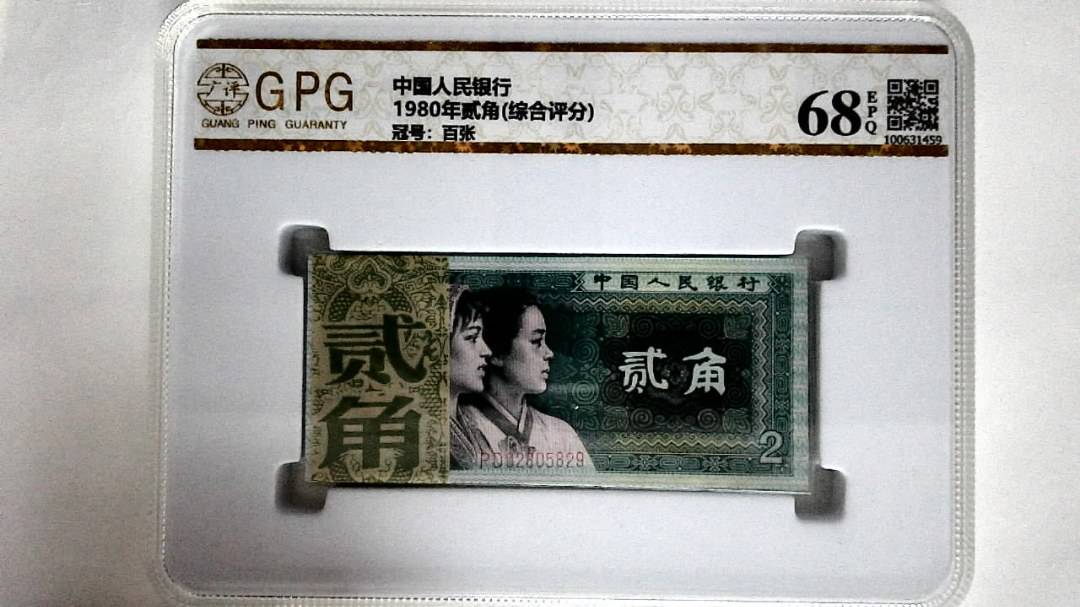 GPG
GUANG PING GUARANTY
中国人民银行
1980年贰角(综合评分)
冠号：百张
68 EPQ
100631459
中国人民银行
贰角
贰角
2